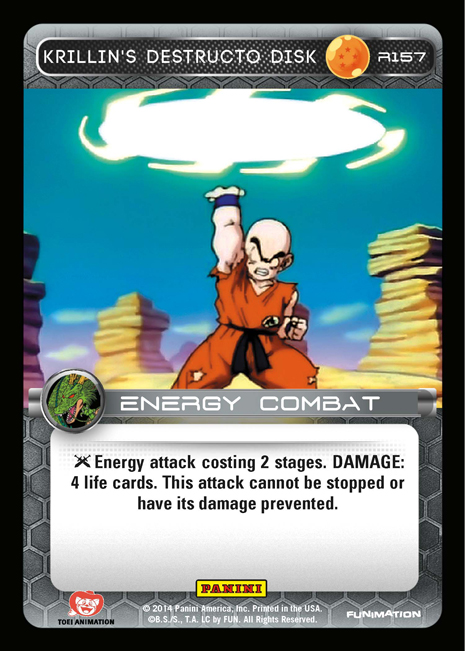 KRILLIN'S DESTRUCTO DISK R157
ENERGY COMBAT
Energy attack costing 2 stages. DAMAGE:
4 life cards. This attack cannot be stopped or
have its damage prevented.
PANINI
TOEI ANIMATION
© 2014 Panini America, Inc. Printed in the USA.
©B.S./S., T.A. LC by FUN. All Rights Reserved.
FUNIMATION